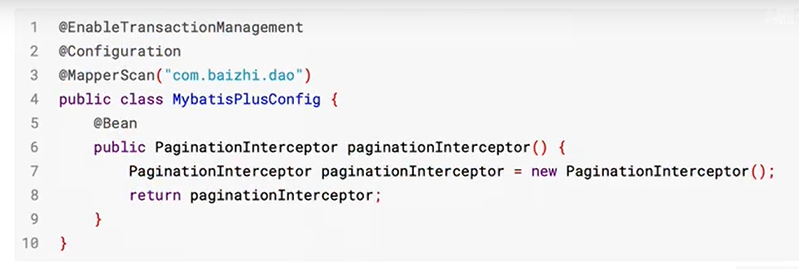 1 @EnableTransactionManagement
2 @Configuration
3 @MapperScan("com.baizhi.dao")
4 public class MybatisPlusConfig {
5     @Bean
6     public PaginationInterceptor paginationInterceptor() {
7         PaginationInterceptor paginationInterceptor = new PaginationInterceptor();
8         return paginationInterceptor;
9     }
10 }